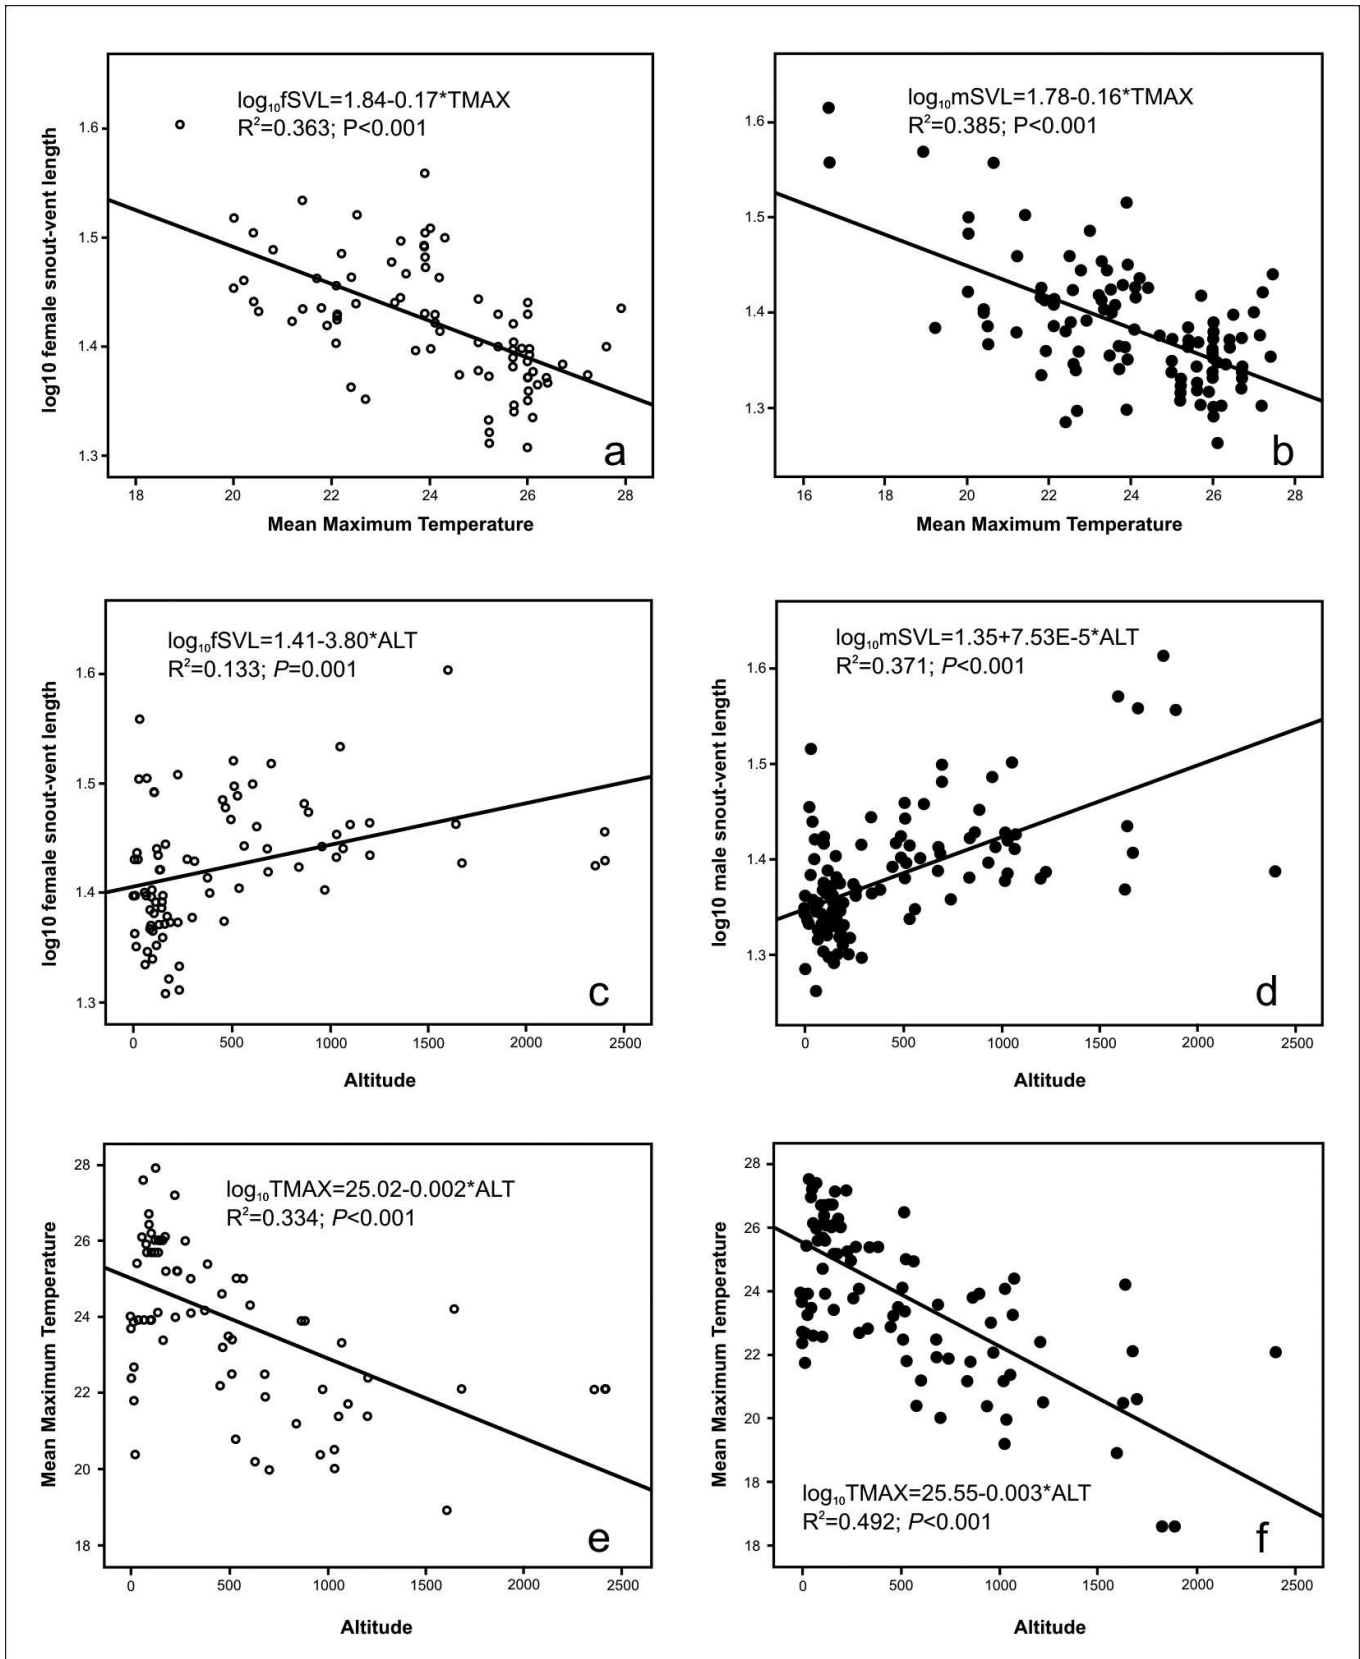 log₁₀fSVL=1.84-0.17*TMAX
R²=0.363; P<0.001
log10 female snout-vent length
1.6
1.5
1.4
1.3
a
18 20 22 24 26 28
Mean Maximum Temperature
log₁₀mSVL=1.78-0.16*TMAX
R²=0.385; P<0.001
1.6
1.5
1.4
1.3
b
16 18 20 22 24 26 28
Mean Maximum Temperature
log₁₀fSVL=1.41-3.80*ALT
R²=0.133; P=0.001
log10 female snout-vent length
1.6
1.5
1.4
1.3
c
0 500 1000 1500 2000 2500
Altitude
log₁₀mSVL=1.35+7.53E-5*ALT
R²=0.371; P<0.001
log10 male snout-vent length
1.6
1.5
1.4
1.3
d
0 500 1000 1500 2000 2500
Altitude
log₁₀TMAX=25.02-0.002*ALT
R²=0.334; P<0.001
Mean Maximum Temperature
28
26
24
22
20
18
e
0 500 1000 1500 2000 2500
Altitude
Mean Maximum Temperature
28
26
24
22
20
18
log₁₀TMAX=25.55-0.003*ALT
R²=0.492; P<0.001
f
0 500 1000 1500 2000 2500
Altitude